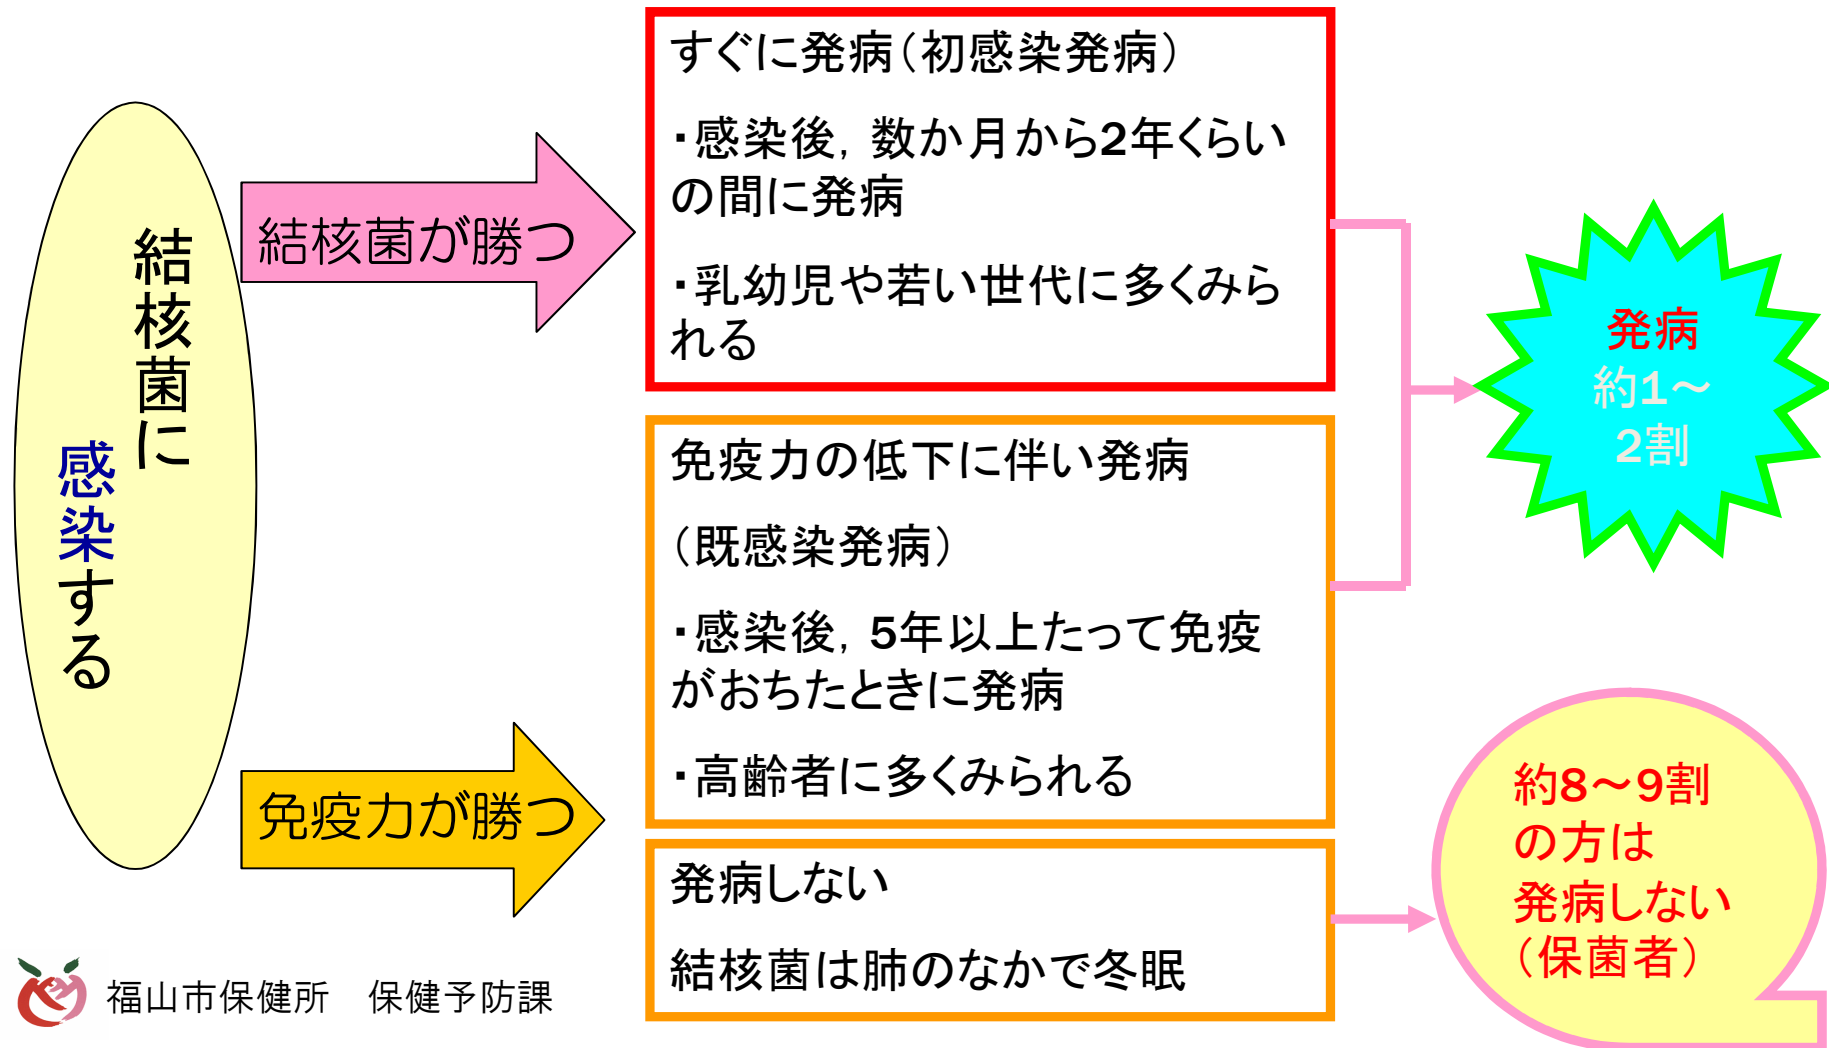 結核菌に
感染する
結核菌が勝つ
すぐに発病(初感染発病)
・感染後,数か月から2年くらい
の間に発病
・乳幼児や若い世代に多くみら
れる
免疫力が勝つ
免疫力の低下に伴い発病
(既感染発病)
・感染後,5年以上たって免疫
がおちたときに発病
・高齢者に多くみられる
発病しない
結核菌は肺のなかで冬眠
発病
約1~
2割
約8~9割
の方は
発病しない
(保菌者)
福山市保健所 保健予防課